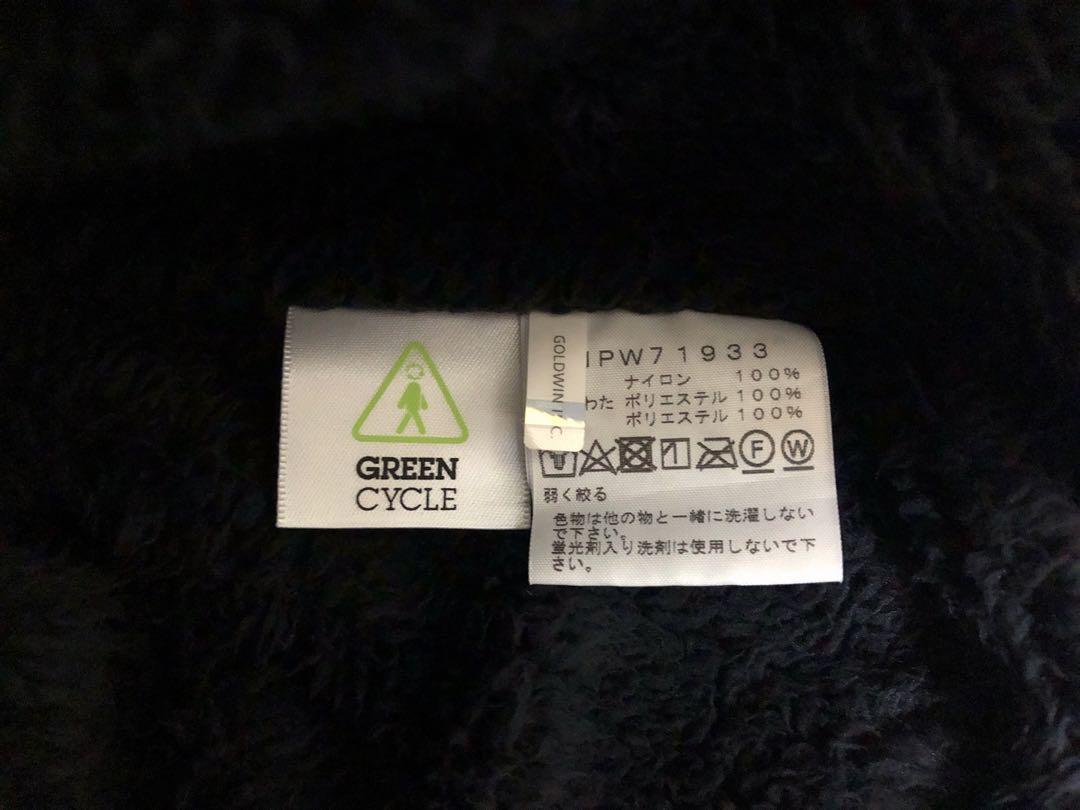 GREEN
CYCLE
GOLDWIN INC.
PW71933
ナイロン 100%
わた ポリエステル 100%
ポリエステル 100%
F W
弱く絞る
色物は他の物と一緒に洗濯しない
で下さい。
蛍光剤入り洗剤は使用しないで下
さい。